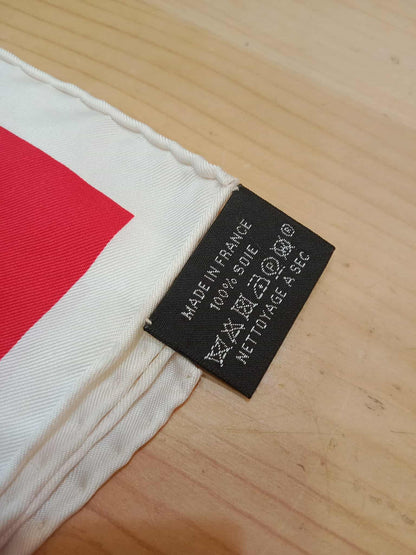 MADE IN FRANCE
100% SOIE
P W ®
NETTOYAGE A SEC